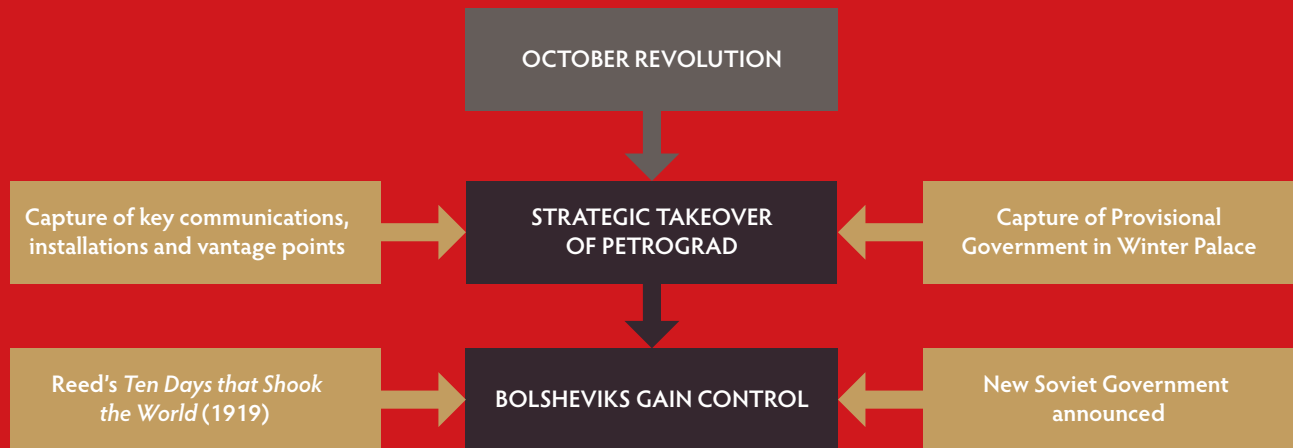 OCTOBER REVOLUTION
Capture of key communications,
installations and vantage points
STRATEGIC TAKEOVER
OF PETROGRAD
Capture of Provisional
Government in Winter Palace
Reed's Ten Days that Shook
the World (1919)
BOLSHEVIKS GAIN CONTROL
New Soviet Government
announced